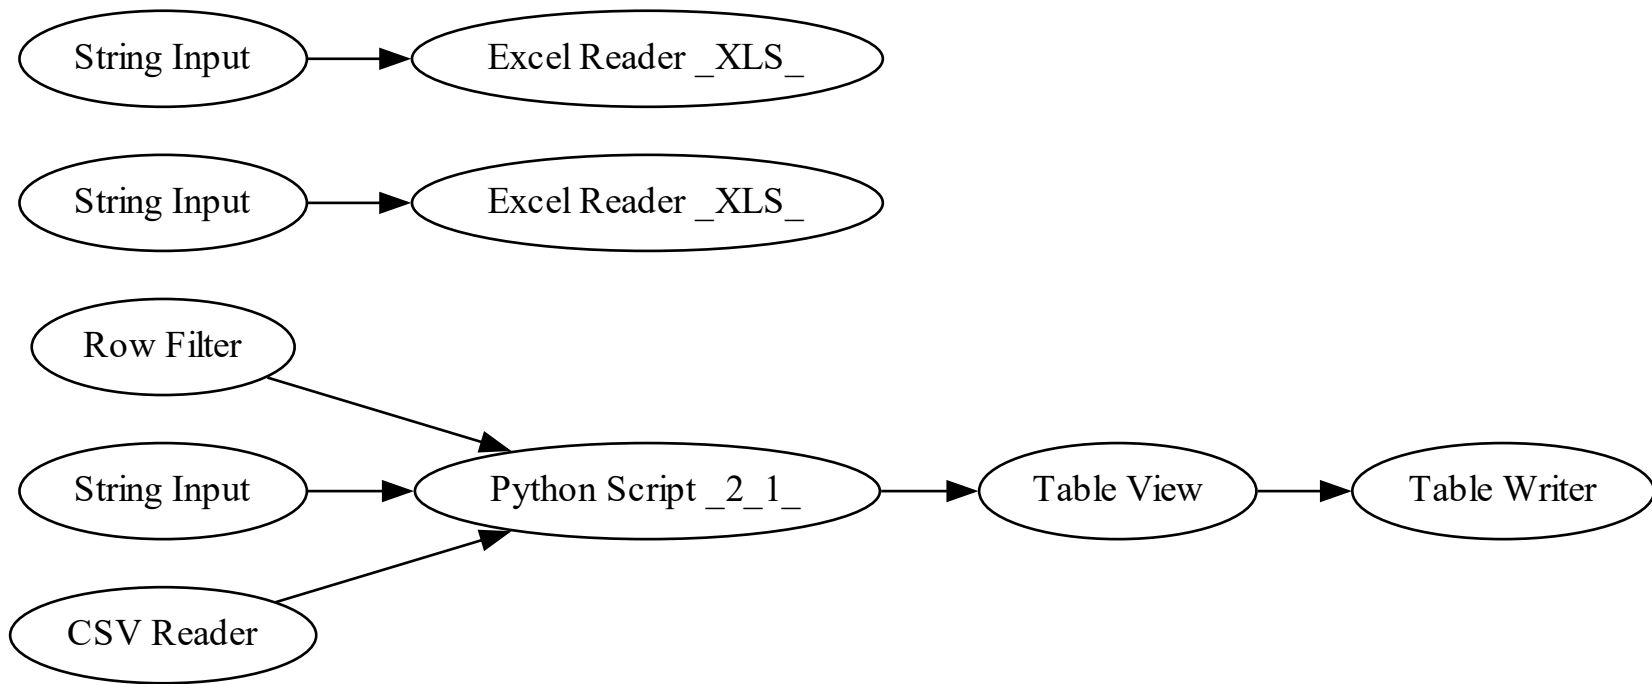 String Input
Excel Reader _XLS_
String Input
Excel Reader _XLS_
Row Filter
String Input
Python Script _2_1_
Table View
Table Writer
CSV Reader